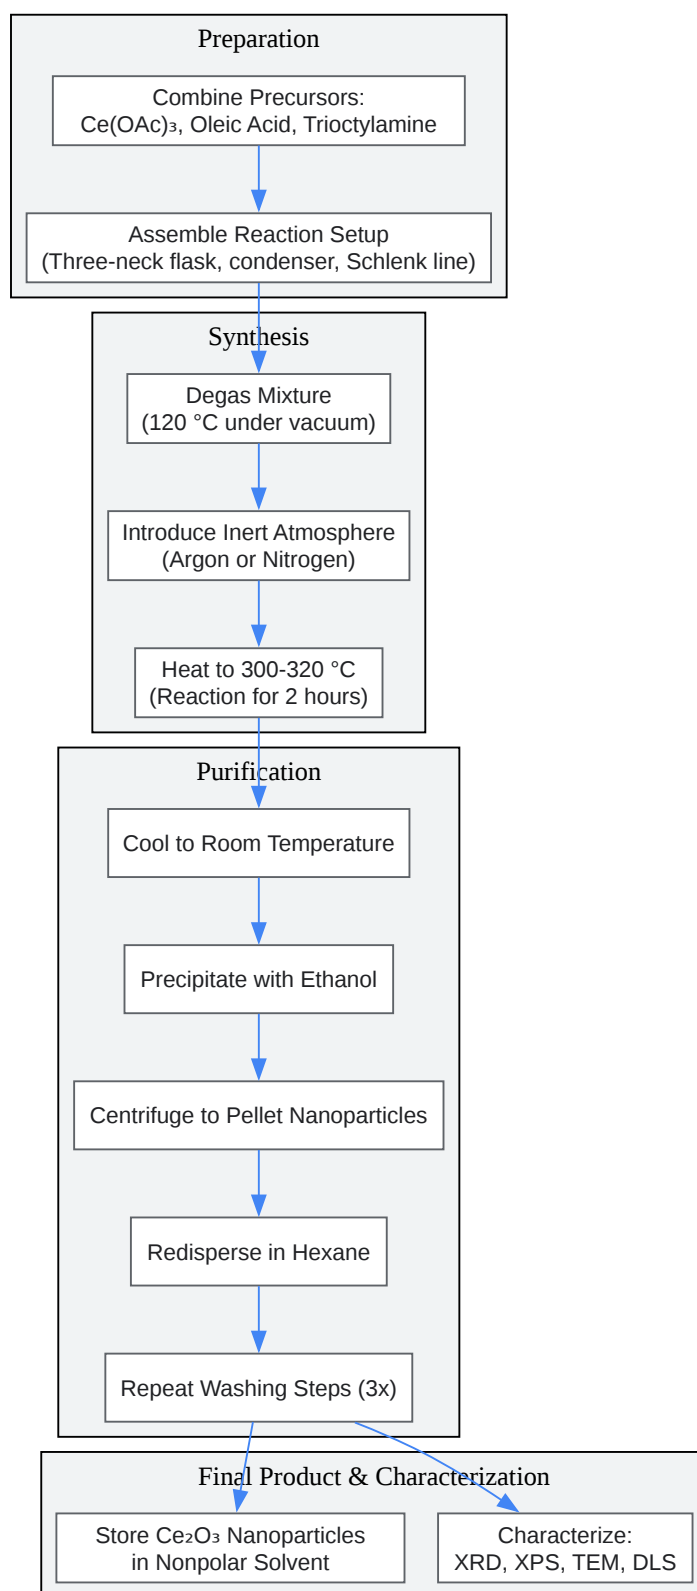 Preparation
Combine Precursors:
Ce(OAc)₃, Oleic Acid, Trioctylamine
Assemble Reaction Setup
(Three-neck flask, condenser, Schlenk line)
Synthesis
Degas Mixture
(120 °C under vacuum)
Introduce Inert Atmosphere
(Argon or Nitrogen)
Heat to 300-320 °C
(Reaction for 2 hours)
Purification
Cool to Room Temperature
Precipitate with Ethanol
Centrifuge to Pellet Nanoparticles
Redisperse in Hexane
Repeat Washing Steps (3x)
Final Product & Characterization
Store Ce₂O₃ Nanoparticles
in Nonpolar Solvent
Characterize:
XRD, XPS, TEM, DLS